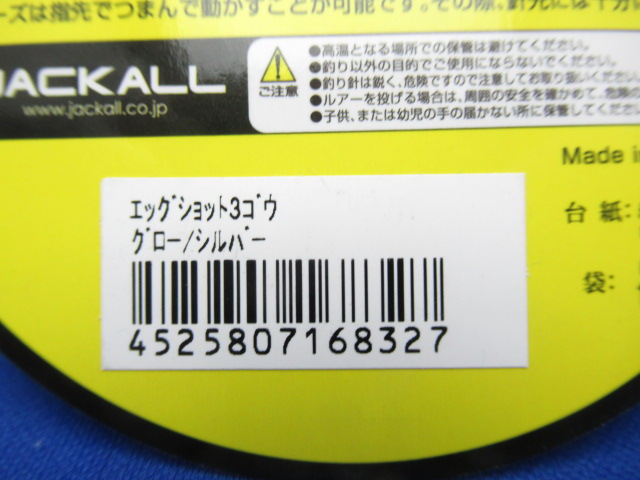 ーズは指先でつまんで動かすことが可能です。その際、針先には十分
JACKALL
www.jackall.co.jp
ご注意
●高温となる場所での保管は避けてください。
●釣り以外の目的でご使用にならないでください。
●釣り針は鋭く、危険ですので注意してお取り扱いください
●ルアーを投げる場合は、周囲の安全を確かめて、危険の
●子供、または幼児の手の届かない所に保管してくださ
Made in
台 紙:
袋:
エッグショット3ゴウ
グロー/シルバー
4525807168327